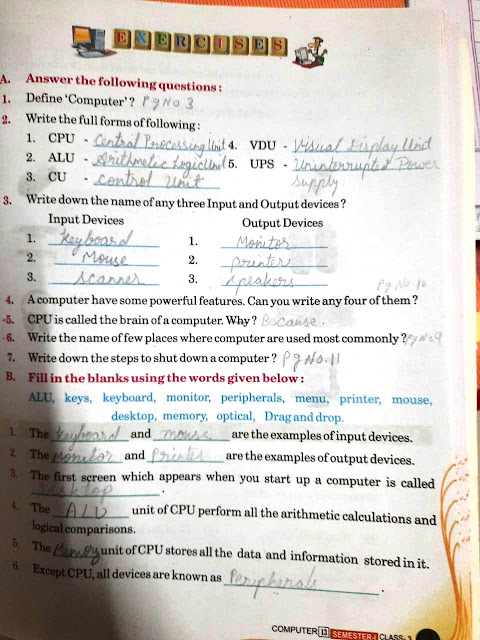 EXERCISES
A. Answer the following questions :
1. Define 'Computer'? Pg No 3
2. Write the full forms of following :
1. CPU - Central Processing Unit 4. VDU - Visual Display Unit
2. ALU - Arithmetic Logic Unit 5. UPS - Uninterrupted Power supply
3. CU - control Unit
3. Write down the name of any three Input and Output devices ?
Input Devices Output Devices
1. Keyboard 1. Monitor
2. Mouse 2. printer
3. Scanner 3. Speakers
Pg No 10
4. A computer have some powerful features. Can you write any four of them ?
5. CPU is called the brain of a computer. Why ? Because .
6. Write the name of few places where computer are used most commonly ? Pg No 9
7. Write down the steps to shut down a computer ? Pg No. 11
B. Fill in the blanks using the words given below :
ALU, keys, keyboard, monitor, peripherals, menu, printer, mouse,
desktop, memory, optical, Drag and drop.
1. The Keyboard and mouse are the examples of input devices.
2. The Monitor and Printer are the examples of output devices.
3. The first screen which appears when you start up a computer is called
desktop .
4. The ALU unit of CPU perform all the arithmetic calculations and
logical comparisons.
5. The Memory unit of CPU stores all the data and information stored in it.
6. Except CPU, all devices are known as Peripherals .
COMPUTER 13 SEMESTER-I CLASS- 3